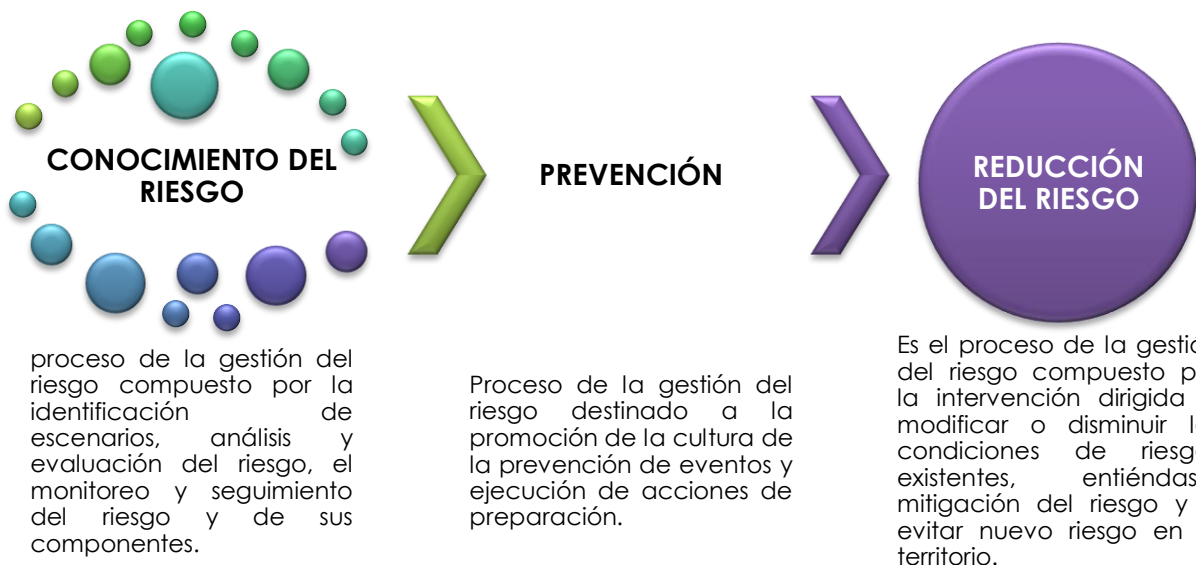 CONOCIMIENTO DEL
RIESGO
proceso de la gestión del
riesgo compuesto por la
identificación de
escenarios, análisis y
evaluación del riesgo, el
monitoreo y seguimiento
del riesgo y de sus
componentes.
PREVENCIÓN
Proceso de la gestión del
riesgo destinado a la
promoción de la cultura de
la prevención de eventos y
ejecución de acciones de
preparación.
REDUCCIÓN
DEL RIESGO
Es el proceso de la
del riesgo compuesto
la intervención dirigida
modificar o disminuir
condiciones de
existentes,
mitigación del riesgo y
evitar nuevo riesgo en
territorio.